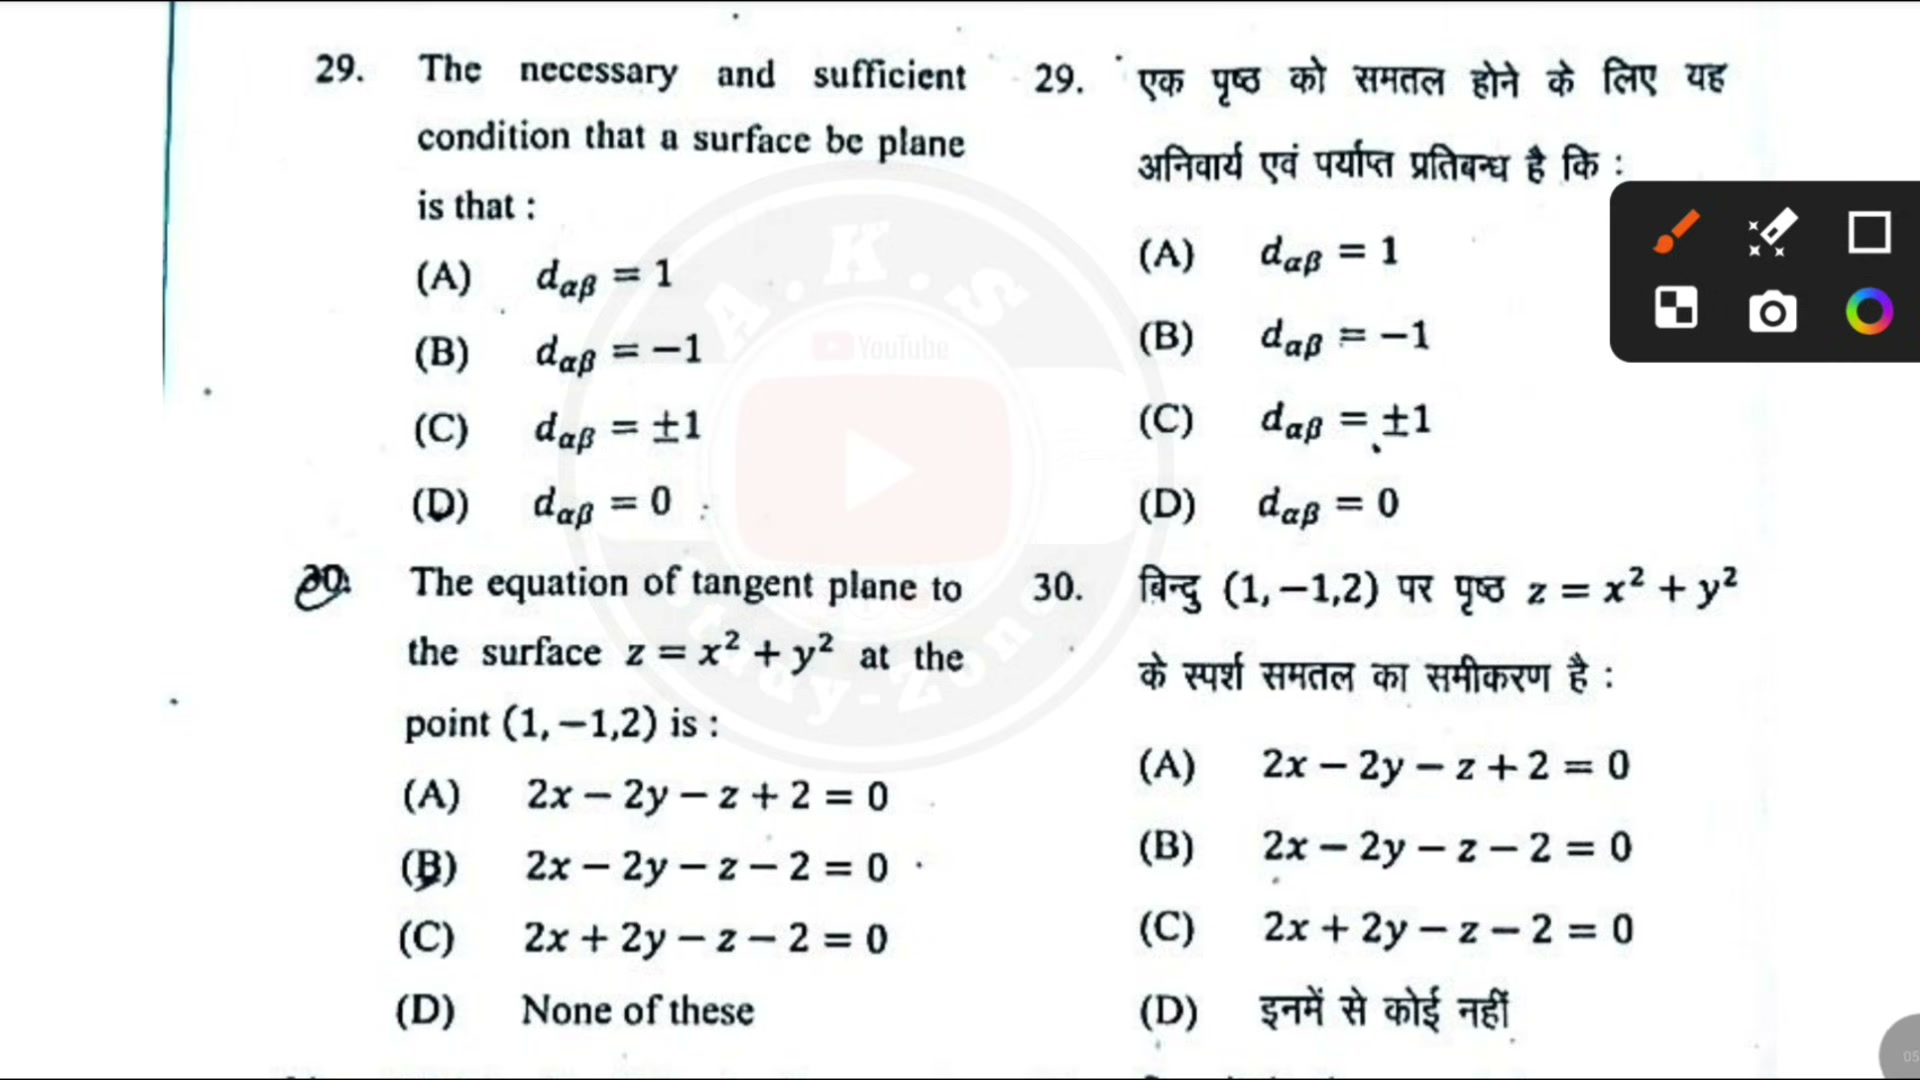 29. The necessary and sufficient
condition that a surface be plane
is that :
(A) dαβ = 1
(B) dαβ = −1
(C) dαβ = ±1
(D) dαβ = 0
30. The equation of tangent plane to
the surface z = x² + y² at the
point (1, −1,2) is :
(A) 2x − 2y − z + 2 = 0
(B) 2x − 2y − z − 2 = 0
(C) 2x + 2y − z − 2 = 0
(D) None of these
29. एक पृष्ठ को समतल होने के लिए यह
अनिवार्य एवं पर्याप्त प्रतिबन्ध है कि :
(A) dαβ = 1
(B) dαβ = −1
(C) dαβ = ±1
(D) dαβ = 0
30. बिन्दु (1, −1,2) पर पृष्ठ z = x² + y²
के स्पर्श समतल का समीकरण है :
(A) 2x − 2y − z + 2 = 0
(B) 2x − 2y − z − 2 = 0
(C) 2x + 2y − z − 2 = 0
(D) इनमें से कोई नहीं
A.K.S
YouTube
Study-Zone
05